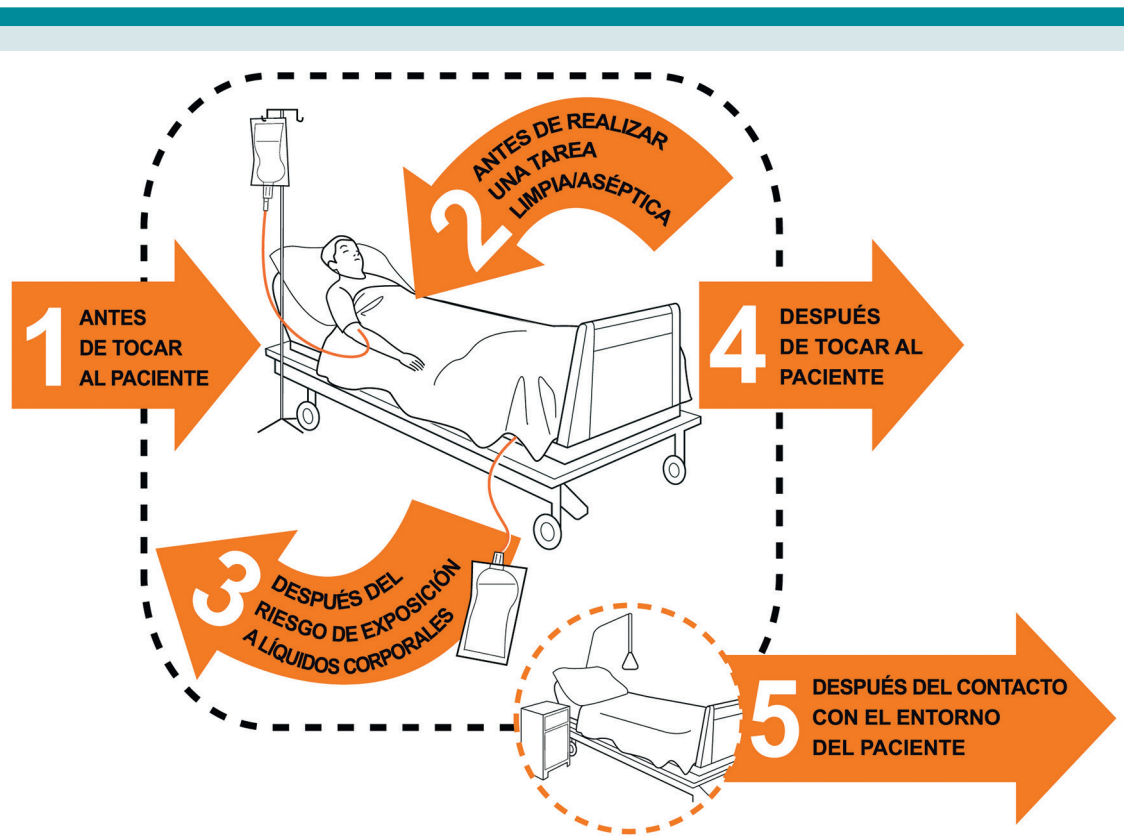 1
ANTES
DE TOCAR
AL PACIENTE
2
ANTES DE REALIZAR
UNA TAREA
LIMPIA/ASÉPTICA
3
DESPUÉS DEL
RIESGO DE EXPOSICIÓN
A LÍQUIDOS CORPORALES
4
DESPUÉS
DE TOCAR AL
PACIENTE
5
DESPUÉS DEL CONTACTO
CON EL ENTORNO
DEL PACIENTE